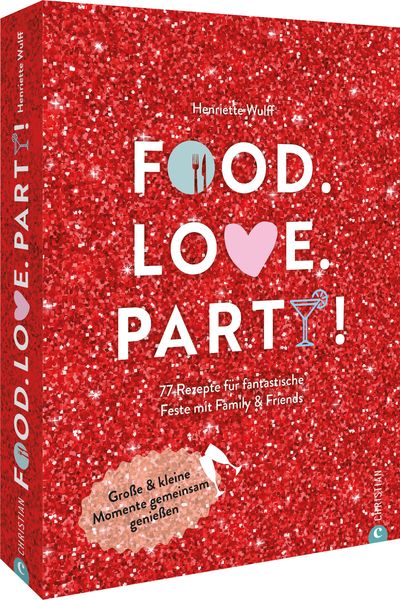 Henriette Wulff
FOOD.
LOVE.
PARTY!
77 Rezepte für fantastische
Feste mit Family & Friends
Große & kleine
Momente gemeinsam
genießen
CHRISTIAN
C
Henriette Wulff
FOOD. LOVE. PARTY!
CHRISTIAN
C